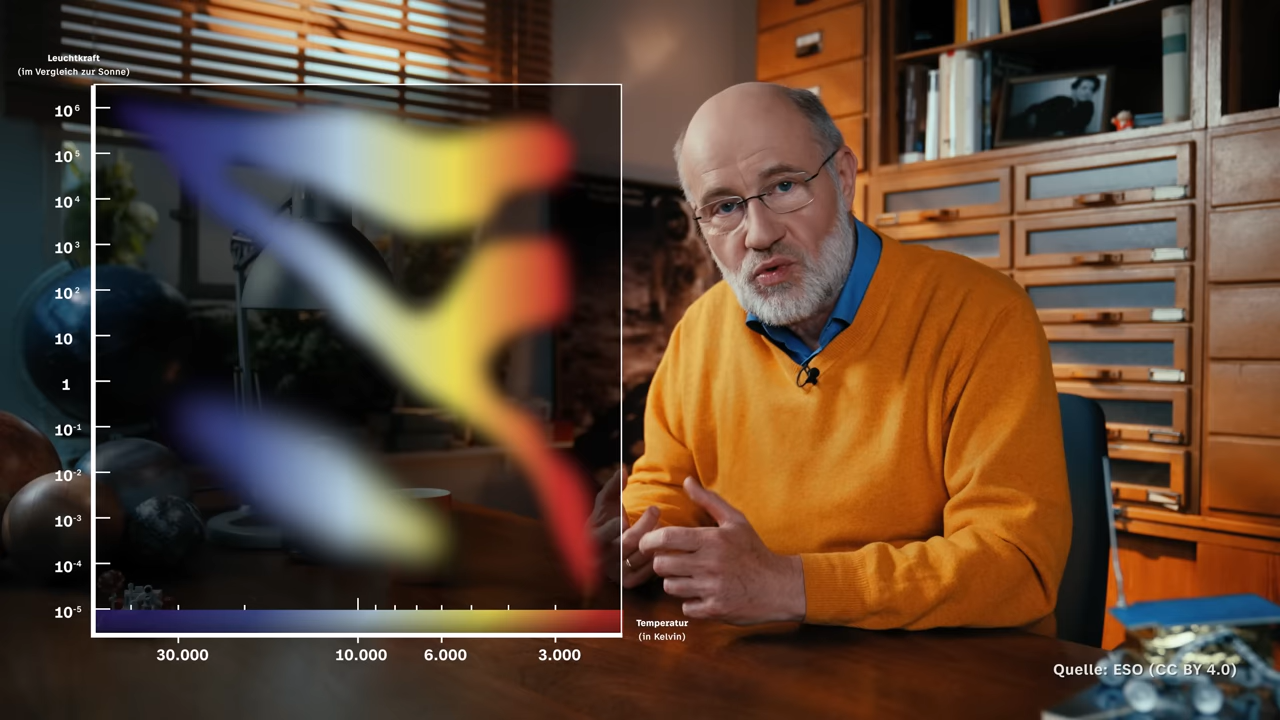 Leuchtkraft
(im Vergleich zur Sonne)
10⁶
10⁵
10⁴
10³
10²
10
1
10⁻¹
10⁻²
10⁻³
10⁻⁴
10⁻⁵
30.000 10.000 6.000 3.000
Temperatur
(in Kelvin)
Quelle: ESO (CC BY 4.0)